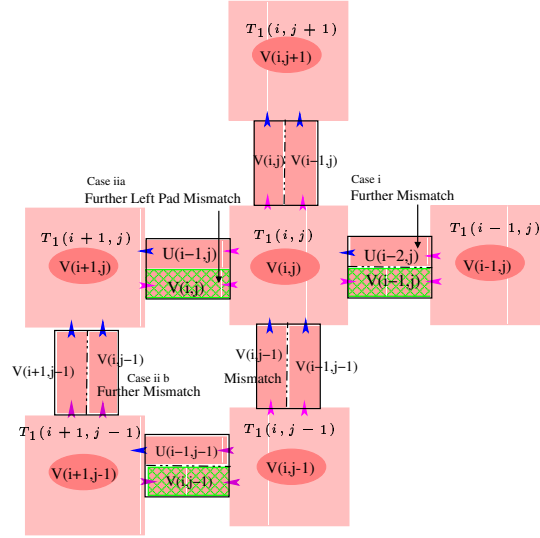 T1(i, j + 1)
V(i,j+1)
V(i,j)
V(i−1,j)
Case iia
Further Left Pad Mismatch
Case i
Further Mismatch
T1(i + 1, j)
V(i+1,j)
U(i−1,j)
V(i,j)
T1(i, j)
V(i,j)
U(i−2,j)
V(i−1,j)
T1(i − 1, j)
V(i-1,j)
V(i+1,j−1)
V(i,j−1)
Case ii b
Further Mismatch
V(i,j−1)
Mismatch
V(i−1,j−1)
T1(i + 1, j − 1)
V(i+1,j-1)
U(i−1,j−1)
V(i,j−1)
T1(i, j − 1)
V(i,j-1)